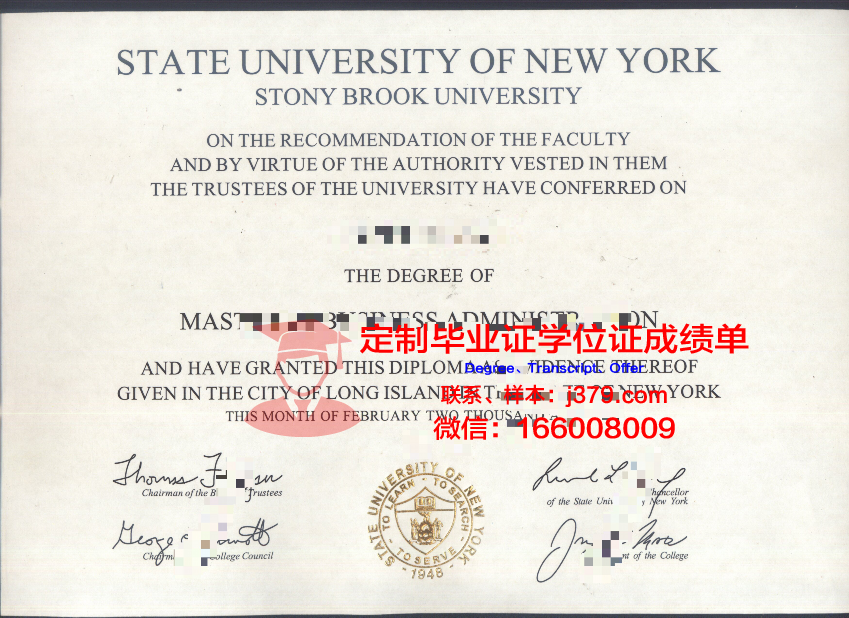 STATE UNIVERSITY OF NEW YORK
STONY BROOK UNIVERSITY
ON THE RECOMMENDATION OF THE FACULTY
AND BY VIRTUE OF THE AUTHORITY VESTED IN THEM
THE TRUSTEES OF THE UNIVERSITY HAVE CONFERRED ON
THE DEGREE OF
BUSINESS ADMINISTR
定制毕业证学位证成绩单
AND HAVE GRANTED THIS DIPLOMA AS THEREOF
Degree、Transcript、Offer
GIVEN IN THE CITY OF LONG ISLAND NEW YORK
联系、样本：j379.com
THIS MONTH OF FEBRUARY TWO
微信：166008009
Chairman of the Trustees
of the State
New York
College Council
of the College
STATE UNIVERSITY OF NEW YORK
TO LEARN · TO SEARCH
· TO SERVE ·
· 1948 ·